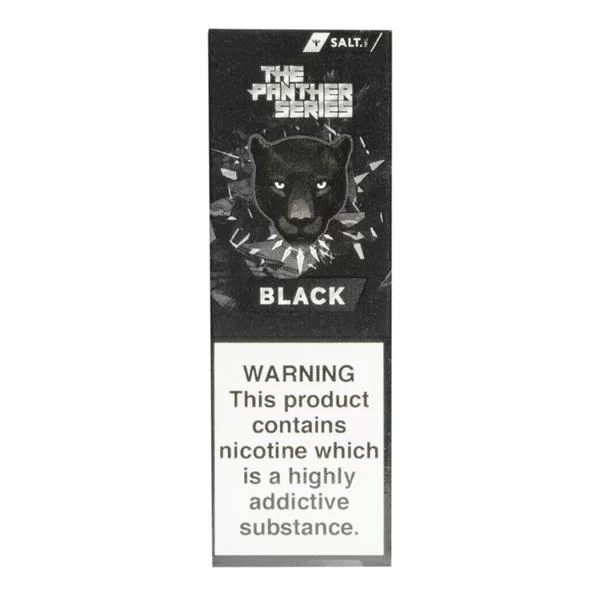 SALT.
THE
PANTHER
SERIES
BLACK
WARNING
This product
contains
nicotine which
is a highly
addictive
substance.